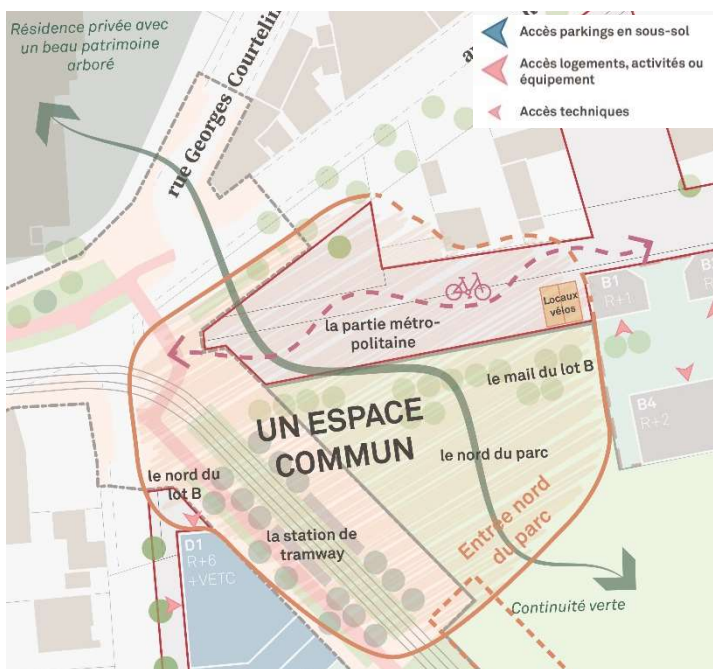 Résidence privée avec
un beau patrimoine
arboré
rue Georges Courteline
Accès parkings en sous-sol
Accès logements, activités ou
équipement
Accès techniques
la partie métro-
politaine
Locaux
vélos
B1
R+1
le mail du lot B
UN ESPACE
COMMUN
B4
R+2
le nord du parc
le nord du
lot B
la station de
tramway
Entrée nord
du parc
D1
R+6
+VETC
Continuité verte